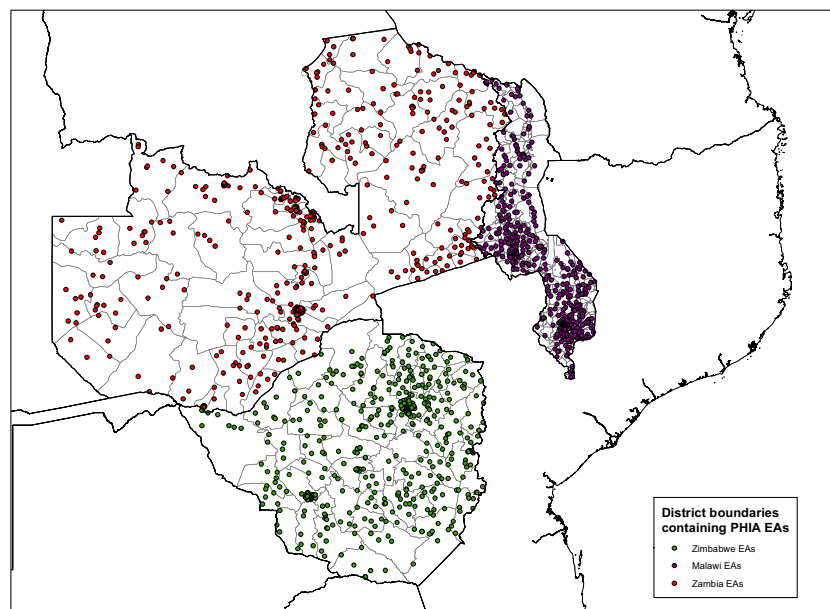 District boundaries
containing PHIA EAs
Zimbabwe EAs
Malawi EAs
Zambia EAs